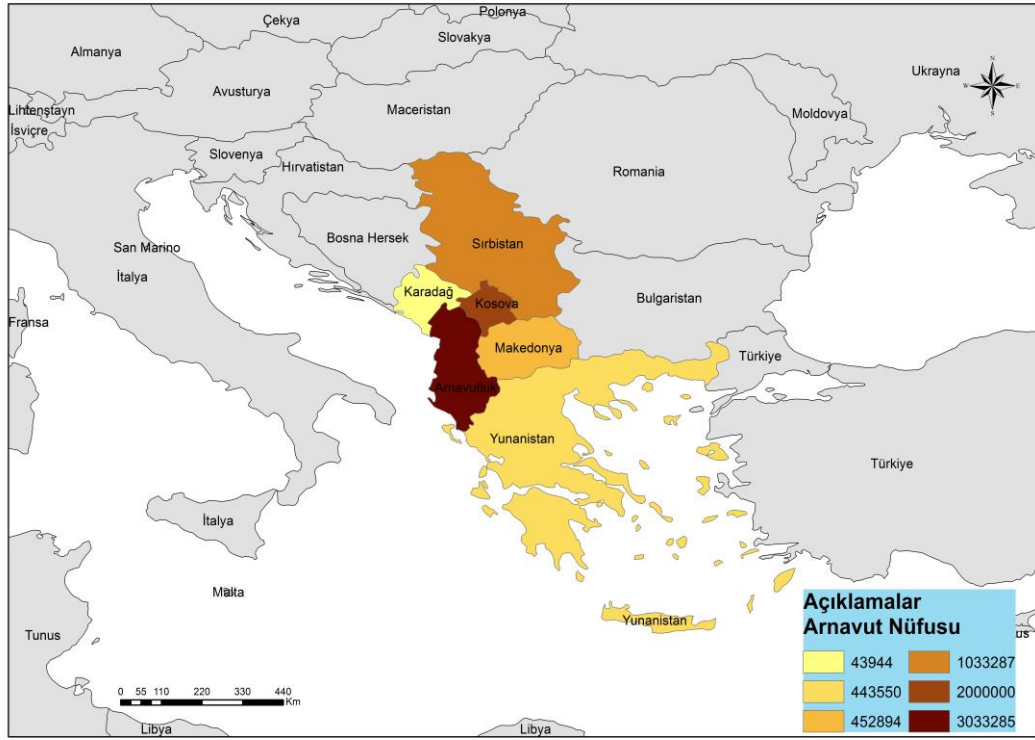 Polonya
Çekya
Slovakya
Almanya
Ukrayna
N
W E
S
Avusturya
Lihtenştayn
Maceristan
Moldovya
İsviçre
Slovenya
Hırvatistan
Romania
Bosna Hersek
Sırbistan
San Marino
İtalya
Karadağ
Kosova
Bulgaristan
Fransa
Makedonya
Türkiye
Arnavutluk
Yunanistan
Türkiye
İtalya
Malta
Yunanistan
Tunus
Açıklamalar
Arnavut Nüfusu
43944 1033287
443550 2000000
452894 3033285
us
0 55 110 220 330 440
Km
Libya
Libya